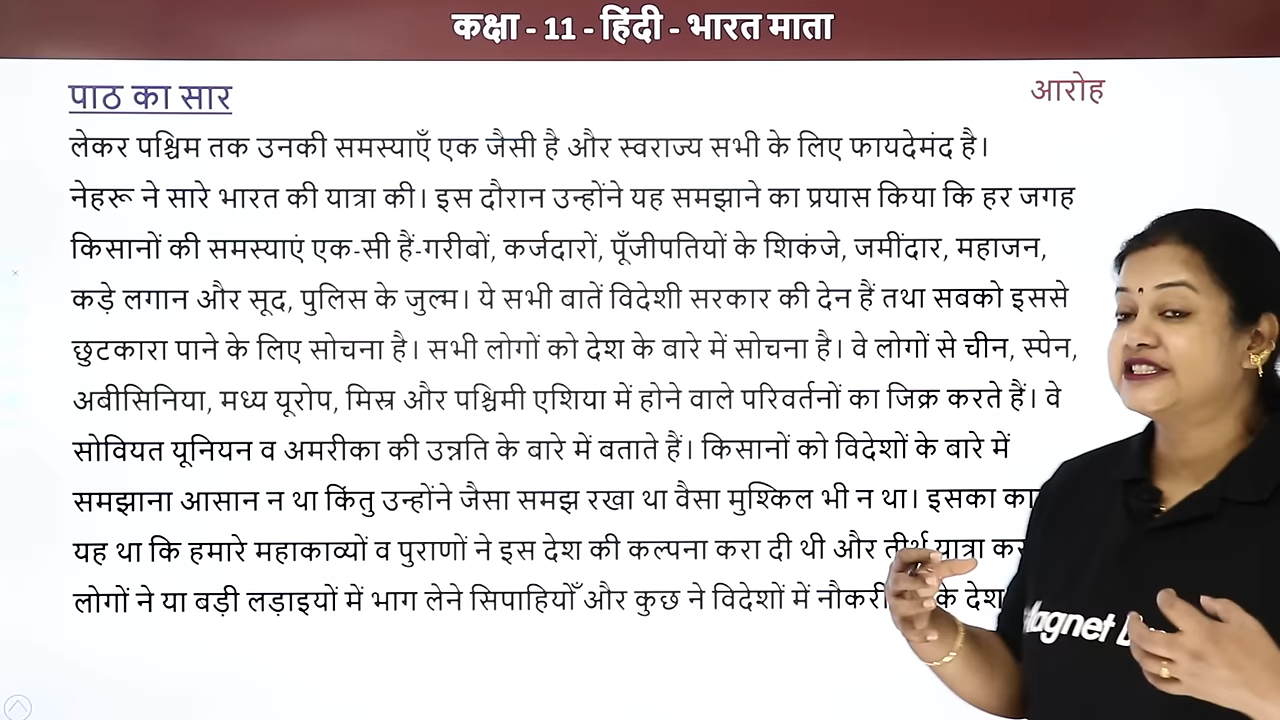 कक्षा - 11 - हिंदी - भारत माता
पाठ का सार
आरोह
लेकर पश्चिम तक उनकी समस्याएँ एक जैसी है और स्वराज्य सभी के लिए फायदेमंद है।
नेहरू ने सारे भारत की यात्रा की। इस दौरान उन्होंने यह समझाने का प्रयास किया कि हर जगह
किसानों की समस्याएं एक-सी हैं-गरीबों, कर्जदारों, पूँजीपतियों के शिकंजे, जमींदार, महाजन,
कड़े लगान और सूद, पुलिस के जुल्म। ये सभी बातें विदेशी सरकार की देन हैं तथा सबको इससे
छुटकारा पाने के लिए सोचना है। सभी लोगों को देश के बारे में सोचना है। वे लोगों से चीन, स्पेन,
अबीसिनिया, मध्य यूरोप, मिस्र और पश्चिमी एशिया में होने वाले परिवर्तनों का जिक्र करते हैं। वे
सोवियत यूनियन व अमरीका की उन्नति के बारे में बताते हैं। किसानों को विदेशों के बारे में
समझाना आसान न था किंतु उन्होंने जैसा समझ रखा था वैसा मुश्किल भी न था। इसका
यह था कि हमारे महाकाव्यों व पुराणों ने इस देश की कल्पना करा दी थी और तीर्थ यात्रा
लोगों ने या बड़ी लड़ाइयों में भाग लेने सिपाहियोँ और कुछ ने विदेशों में नौकरी के देश